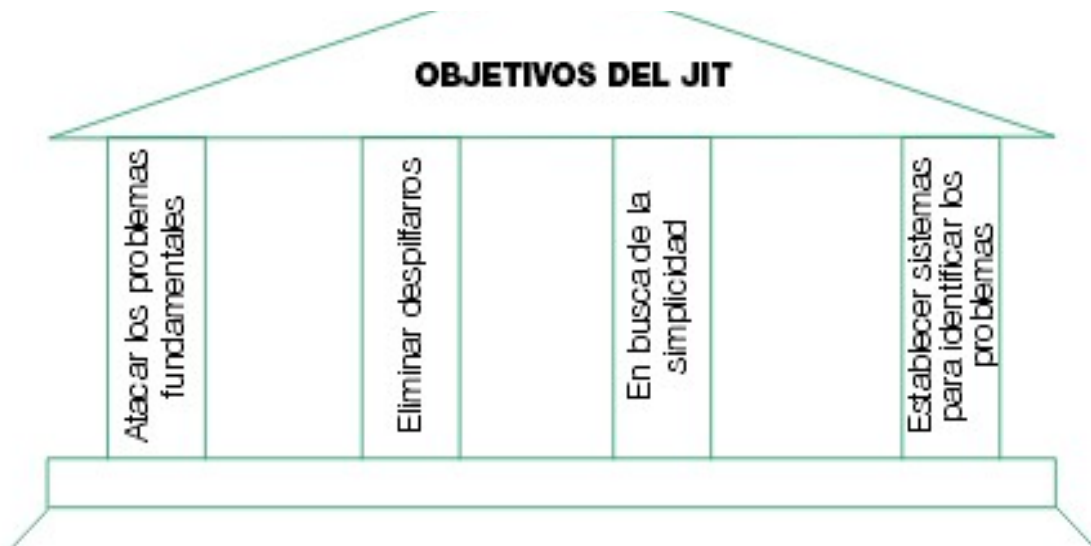 OBJETIVOS DEL JIT
Atacar los problemas
fundamentales
Eliminar despilfarros
En busca de la
simplicidad
Establecer sistemas
para identificar los
problemas